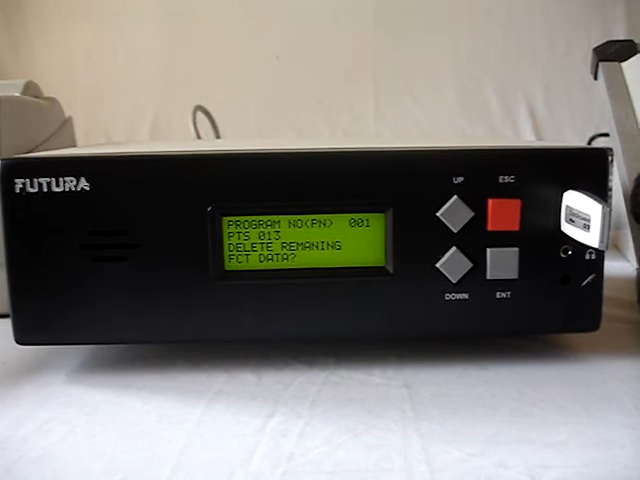 FUTURA
PROGRAM NO(PN) 001
PTS 013
DELETE REMANING
FCT DATA?
UP
ESC
DOWN
ENT